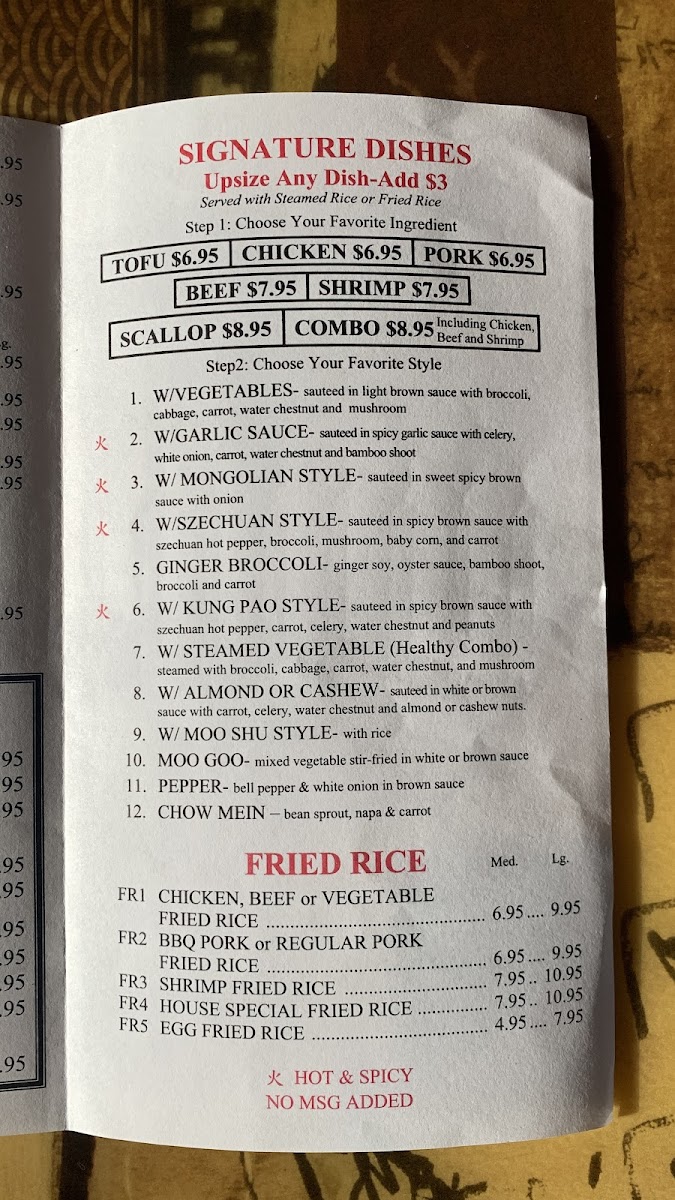 SIGNATURE DISHES
Upsize Any Dish-Add $3
Served with Steamed Rice or Fried Rice
Step 1: Choose Your Favorite Ingredient
TOFU $6.95 CHICKEN $6.95 PORK $6.95
BEEF $7.95 SHRIMP $7.95
SCALLOP $8.95 COMBO $8.95 Including Chicken,
Beef and Shrimp
Step2: Choose Your Favorite Style
1. W/VEGETABLES- sauteed in light brown sauce with broccoli,
cabbage, carrot, water chestnut and mushroom
火 2. W/GARLIC SAUCE- sauteed in spicy garlic sauce with celery,
white onion, carrot, water chestnut and bamboo shoot
火 3. W/ MONGOLIAN STYLE- sauteed in sweet spicy brown
sauce with onion
火 4. W/SZECHUAN STYLE- sauteed in spicy brown sauce with
szechuan hot pepper, broccoli, mushroom, baby corn, and carrot
5. GINGER BROCCOLI- ginger soy, oyster sauce, bamboo shoot,
broccoli and carrot
火 6. W/ KUNG PAO STYLE- sauteed in spicy brown sauce with
szechuan hot pepper, carrot, celery, water chestnut and peanuts
7. W/ STEAMED VEGETABLE (Healthy Combo) -
steamed with broccoli, cabbage, carrot, water chestnut, and mushroom
8. W/ ALMOND OR CASHEW- sauteed in white or brown
sauce with carrot, celery, water chestnut and almond or cashew nuts.
9. W/ MOO SHU STYLE- with rice
10. MOO GOO- mixed vegetable stir-fried in white or brown sauce
11. PEPPER- bell pepper & white onion in brown sauce
12. CHOW MEIN – bean sprout, napa & carrot
FRIED RICE Med. Lg.
FR1 CHICKEN, BEEF or VEGETABLE
FRIED RICE ........ 6.95 .... 9.95
FR2 BBQ PORK or REGULAR PORK
FRIED RICE ........ 6.95 .... 9.95
FR3 SHRIMP FRIED RICE ........ 7.95 .. 10.95
FR4 HOUSE SPECIAL FRIED RICE ........ 7.95 .. 10.95
FR5 EGG FRIED RICE ........ 4.95 .... 7.95
火 HOT & SPICY
NO MSG ADDED